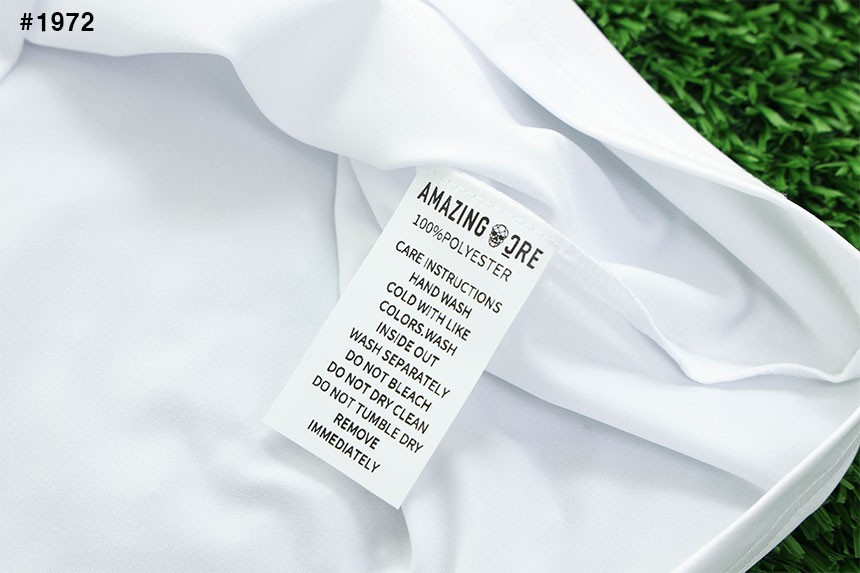 #1972
AMAZING ƆRE
100%POLYESTER
CARE INSTRUCTIONS
HAND WASH
COLD WITH LIKE
COLORS.WASH
INSIDE OUT
WASH SEPARATELY
DO NOT BLEACH
DO NOT DRY CLEAN
DO NOT TUMBLE DRY
REMOVE
IMMEDIATELY